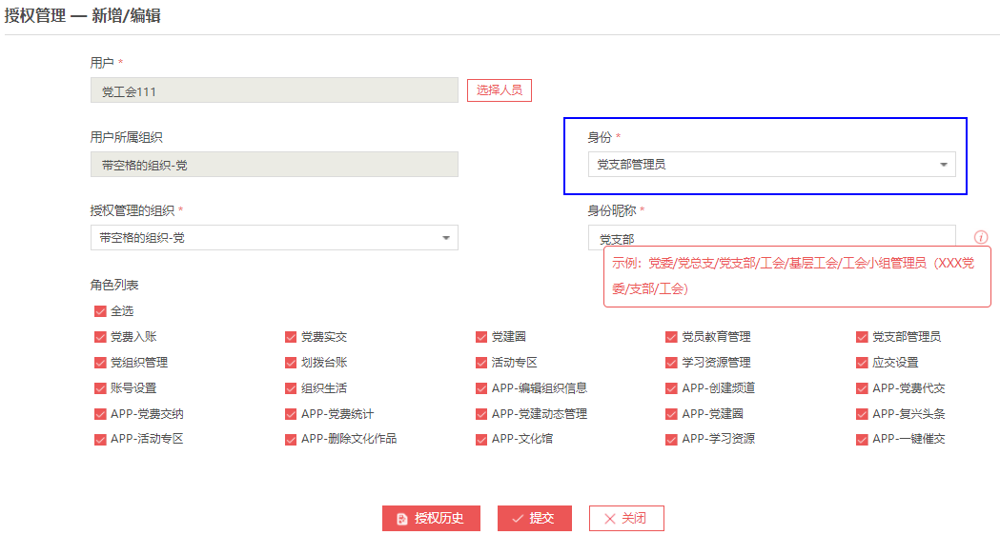 授权管理 — 新增/编辑
用户 *
党工会111
选择人员
用户所属组织
身份 *
带空格的组织-党
党支部管理员
授权管理的组织 *
身份昵称 *
带空格的组织-党
党支部
示例：党委/党总支/党支部/工会/基层工会/工会小组管理员（XXX党
委/支部/工会）
角色列表
全选
党费入账 党费实交 党建圈 党员教育管理 党支部管理员
党组织管理 划拨台账 活动专区 学习资源管理 应交设置
账号设置 组织生活 APP-编辑组织信息 APP-创建频道 APP-党费代交
APP-党费交纳 APP-党费统计 APP-党建动态管理 APP-党建圈 APP-复兴头条
APP-活动专区 APP-删除文化作品 APP-文化馆 APP-学习资源 APP-一键催交
授权历史 提交 关闭